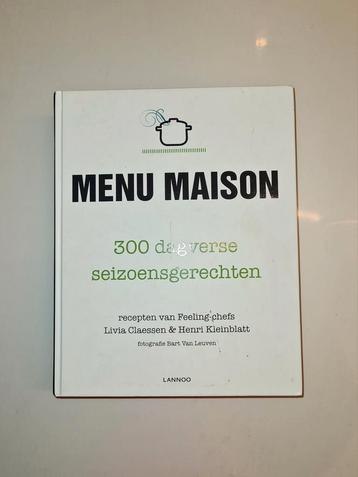 MENU MAISON
300 dagverse
seizoensgerechten
recepten van Feeling-chefs
Livia Claessen & Henri Kleinblatt
fotografie Bart Van Leuven
LANNOO